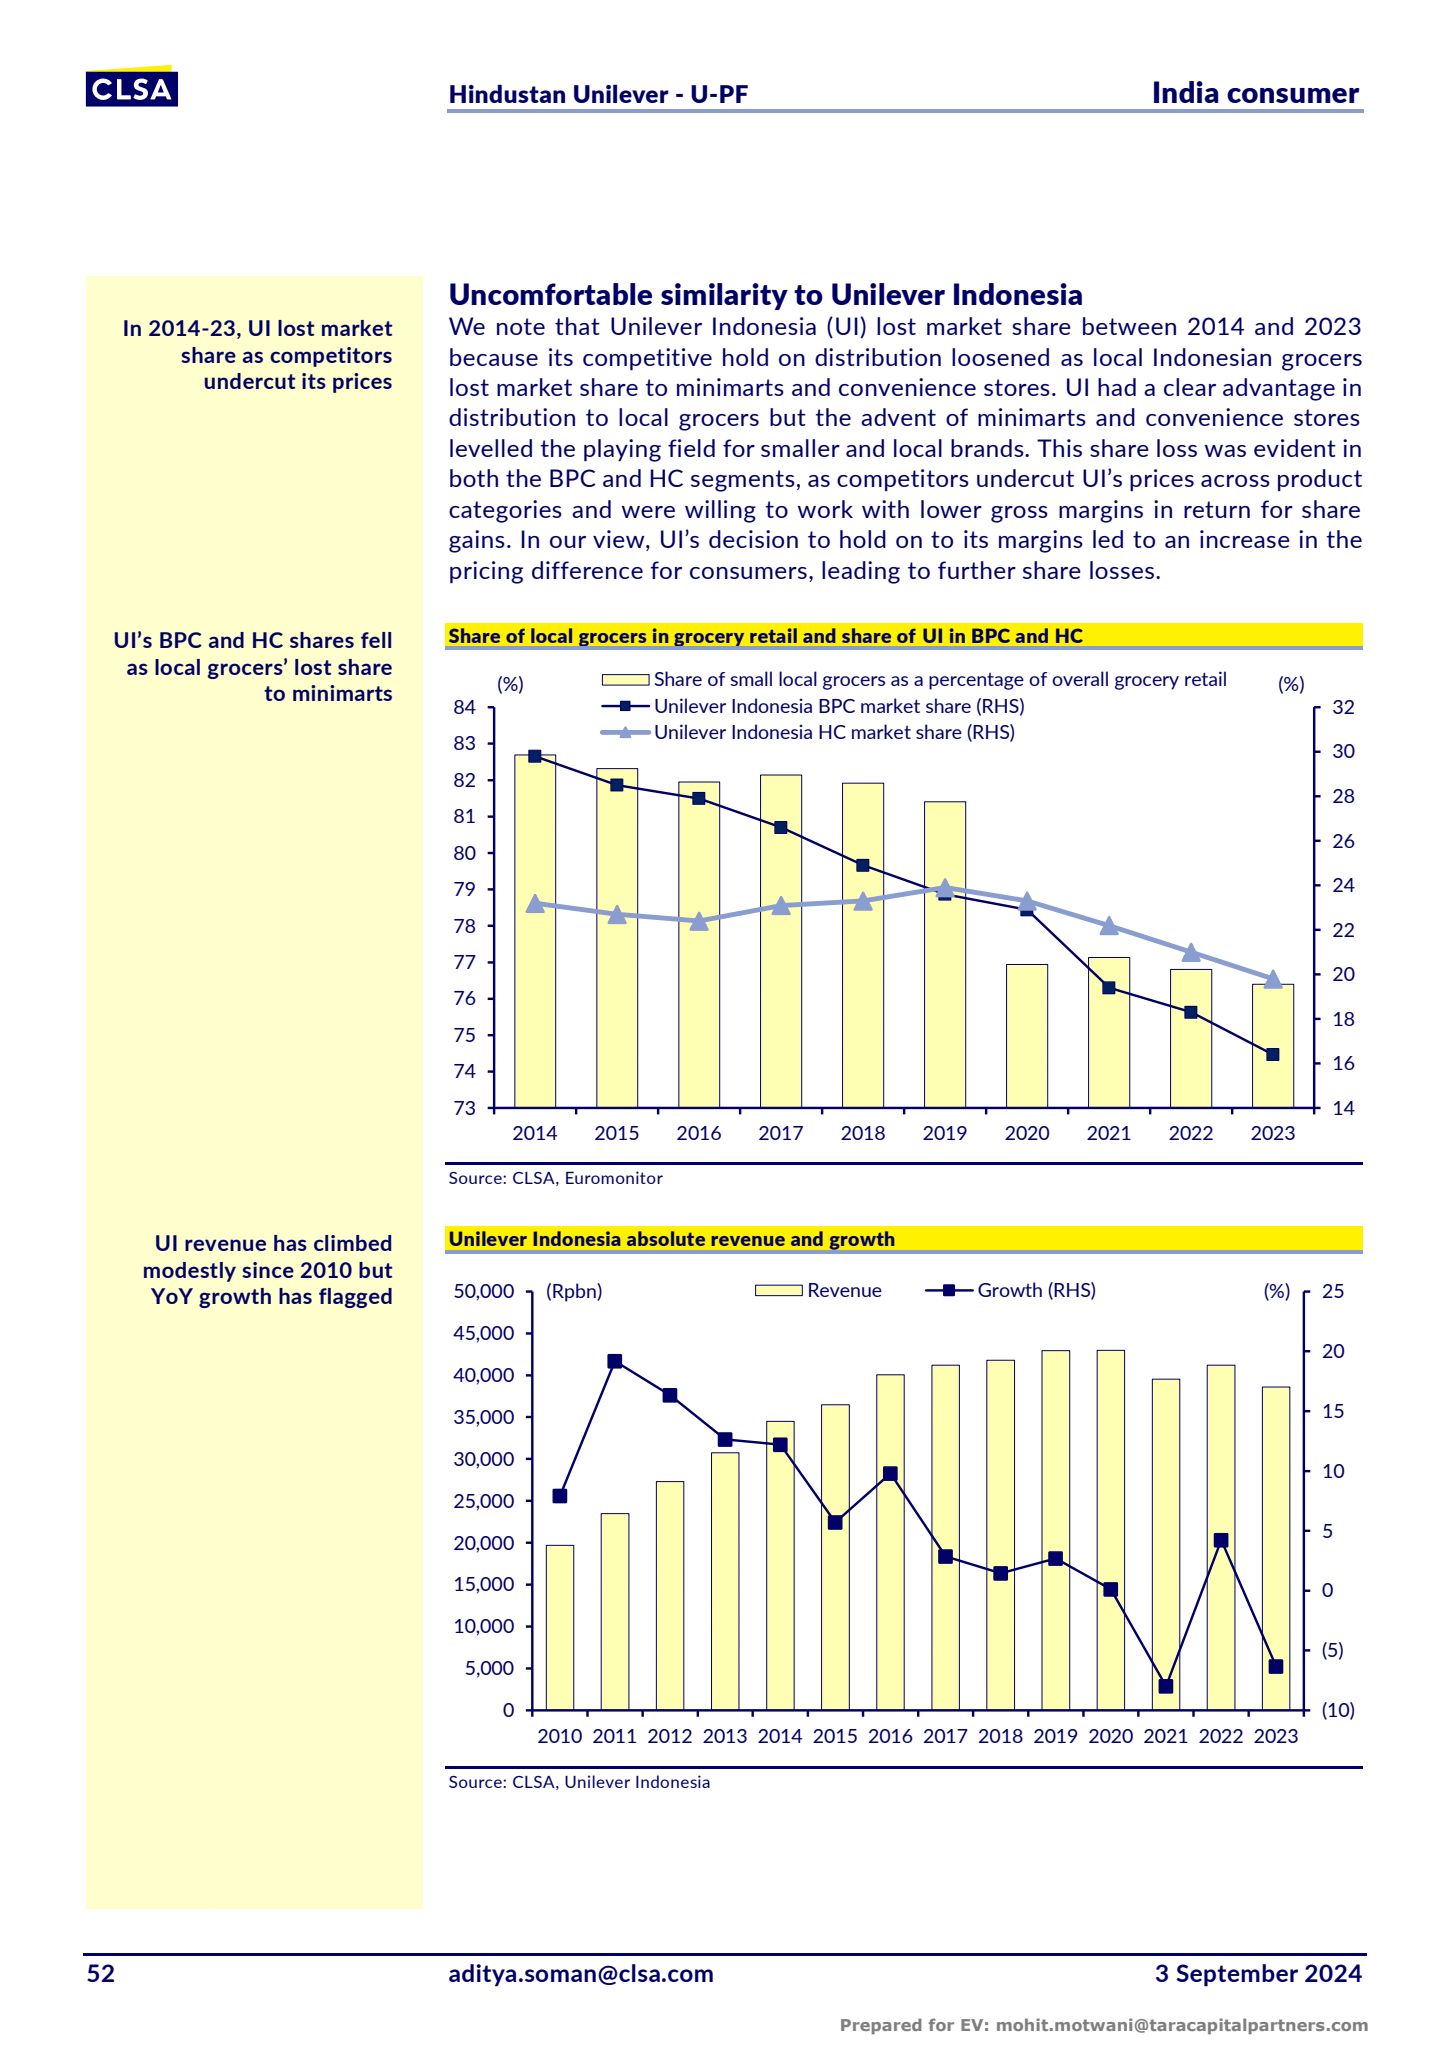 CLSA
Hindustan Unilever - U-PF
India consumer
In 2014-23, UI lost market
share as competitors
undercut its prices
Uncomfortable similarity to Unilever Indonesia
We note that Unilever Indonesia (UI) lost market share between 2014 and 2023
because its competitive hold on distribution loosened as local Indonesian grocers
lost market share to minimarts and convenience stores. UI had a clear advantage in
distribution to local grocers but the advent of minimarts and convenience stores
levelled the playing field for smaller and local brands. This share loss was evident in
both the BPC and HC segments, as competitors undercut UI’s prices across product
categories and were willing to work with lower gross margins in return for share
gains. In our view, UI’s decision to hold on to its margins led to an increase in the
pricing difference for consumers, leading to further share losses.
UI’s BPC and HC shares fell
as local grocers’ lost share
to minimarts
Share of local grocers in grocery retail and share of UI in BPC and HC
(%)
Share of small local grocers as a percentage of overall grocery retail
(%)
Unilever Indonesia BPC market share (RHS)
Unilever Indonesia HC market share (RHS)
84
83
82
81
80
79
78
77
76
75
74
73
32
30
28
26
24
22
20
18
16
14
2014 2015 2016 2017 2018 2019 2020 2021 2022 2023
Source: CLSA, Euromonitor
UI revenue has climbed
modestly since 2010 but
YoY growth has flagged
Unilever Indonesia absolute revenue and growth
(Rpbn)
Revenue
Growth (RHS)
(%)
50,000
45,000
40,000
35,000
30,000
25,000
20,000
15,000
10,000
5,000
0
25
20
15
10
5
0
(5)
(10)
2010 2011 2012 2013 2014 2015 2016 2017 2018 2019 2020 2021 2022 2023
Source: CLSA, Unilever Indonesia
52
aditya.soman@clsa.com
3 September 2024
Prepared for EV: mohit.motwani@taracapitalpartners.com